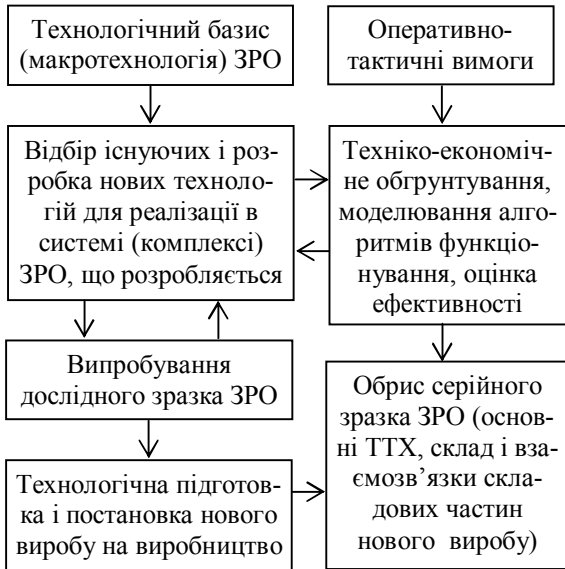 Технологічний базис
(макротехнологія) ЗРО
Оперативно-
тактичні вимоги
Відбір існуючих і роз-
робка нових техноло-
гій для реалізації в
системі (комплексі)
ЗРО, що розробляється
Техніко-економіч-
не обгрунтування,
моделювання алго-
ритмів функціо-
нування, оцінка
ефективності
Випробування
дослідного зразка ЗРО
Обрис серійного
зразка ЗРО (основ-
ні ТТХ, склад і вза-
ємозв’язки скла-
дових частин
нового виробу)
Технологічна підготов-
ка і постановка нового
виробу на виробництво